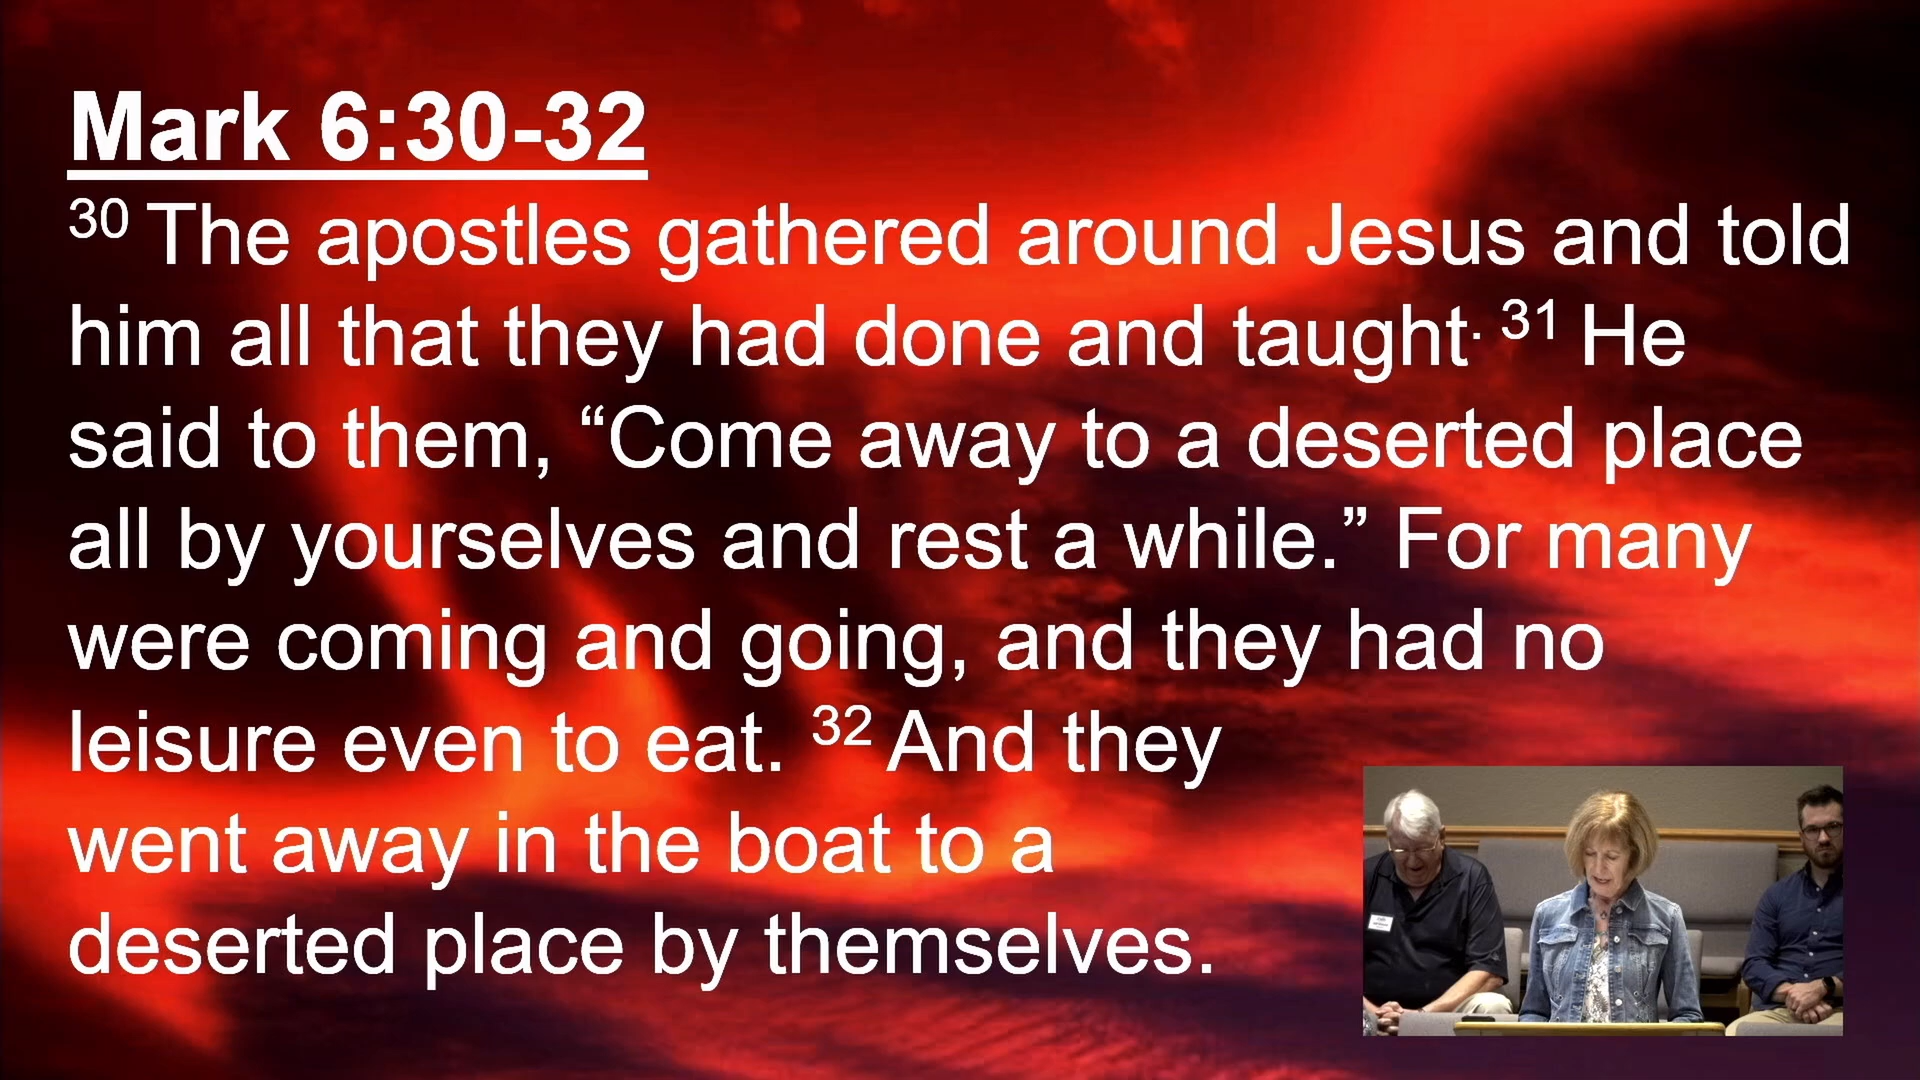 Mark 6:30-32
30 The apostles gathered around Jesus and told
him all that they had done and taught. 31 He
said to them, “Come away to a deserted place
all by yourselves and rest a while.” For many
were coming and going, and they had no
leisure even to eat. 32 And they
went away in the boat to a
deserted place by themselves.